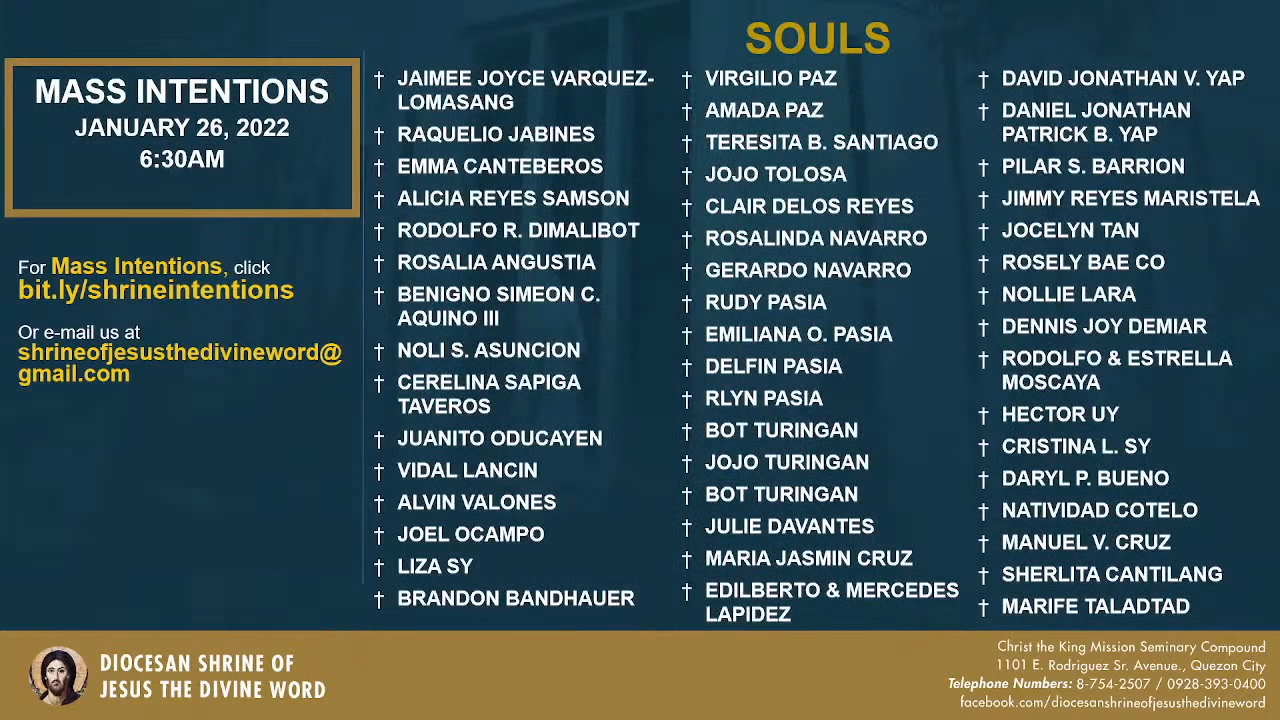 SOULS
MASS INTENTIONS
JANUARY 26, 2022
6:30AM
For Mass Intentions, click
bit.ly/shrineintentions
Or e-mail us at
shrineofjesusthedivineword@
gmail.com
† JAIMEE JOYCE VARQUEZ-
LOMASANG
† RAQUELIO JABINES
† EMMA CANTEBEROS
† ALICIA REYES SAMSON
† RODOLFO R. DIMALIBOT
† ROSALIA ANGUSTIA
† BENIGNO SIMEON C.
AQUINO III
† NOLI S. ASUNCION
† CERELINA SAPIGA
TAVEROS
† JUANITO ODUCAYEN
† VIDAL LANCIN
† ALVIN VALONES
† JOEL OCAMPO
† LIZA SY
† BRANDON BANDHAUER
† VIRGILIO PAZ
† AMADA PAZ
† TERESITA B. SANTIAGO
† JOJO TOLOSA
† CLAIR DELOS REYES
† ROSALINDA NAVARRO
† GERARDO NAVARRO
† RUDY PASIA
† EMILIANA O. PASIA
† DELFIN PASIA
† RLYN PASIA
† BOT TURINGAN
† JOJO TURINGAN
† BOT TURINGAN
† JULIE DAVANTES
† MARIA JASMIN CRUZ
† EDILBERTO & MERCEDES
LAPIDEZ
† DAVID JONATHAN V. YAP
† DANIEL JONATHAN
PATRICK B. YAP
† PILAR S. BARRION
† JIMMY REYES MARISTELA
† JOCELYN TAN
† ROSELY BAE CO
† NOLLIE LARA
† DENNIS JOY DEMIAR
† RODOLFO & ESTRELLA
MOSCAYA
† HECTOR UY
† CRISTINA L. SY
† DARYL P. BUENO
† NATIVIDAD COTELO
† MANUEL V. CRUZ
† SHERLITA CANTILANG
† MARIFE TALADTAD
DIOCESAN SHRINE OF
JESUS THE DIVINE WORD
Christ the King Mission Seminary Compound
1101 E. Rodriguez Sr. Avenue., Quezon City
Telephone Numbers: 8-754-2507 / 0928-393-0400
facebook.com/diocesanshrineofjesusthedivineword